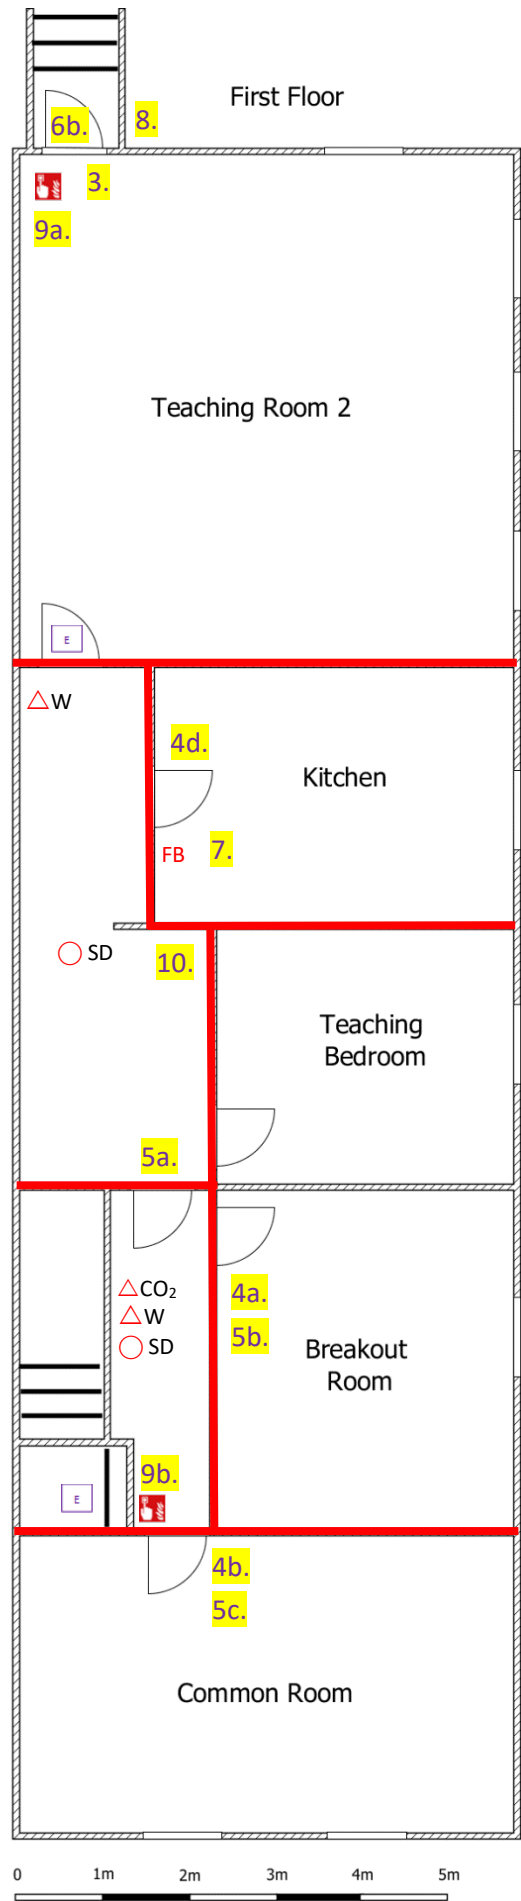 First Floor
6b.
8.
3.
9a.
Teaching Room 2
E
W
4d.
Kitchen
FB
7.
SD
10.
Teaching
Bedroom
5a.
CO₂
W
SD
4a.
5b.
Breakout
Room
9b.
E
4b.
5c.
Common Room
0 1m 2m 3m 4m 5m